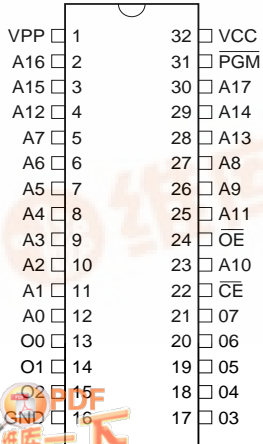 VPP 1 32 VCC
A16 2 31 PGM
A15 3 30 A17
A12 4 29 A14
A7 5 28 A13
A6 6 27 A8
A5 7 26 A9
A4 8 25 A11
A3 9 24 OE
A2 10 23 A10
A1 11 22 CE
A0 12 21 07
O0 13 20 06
O1 14 19 05
O2 15 18 04
GND 16 17 03
PDF